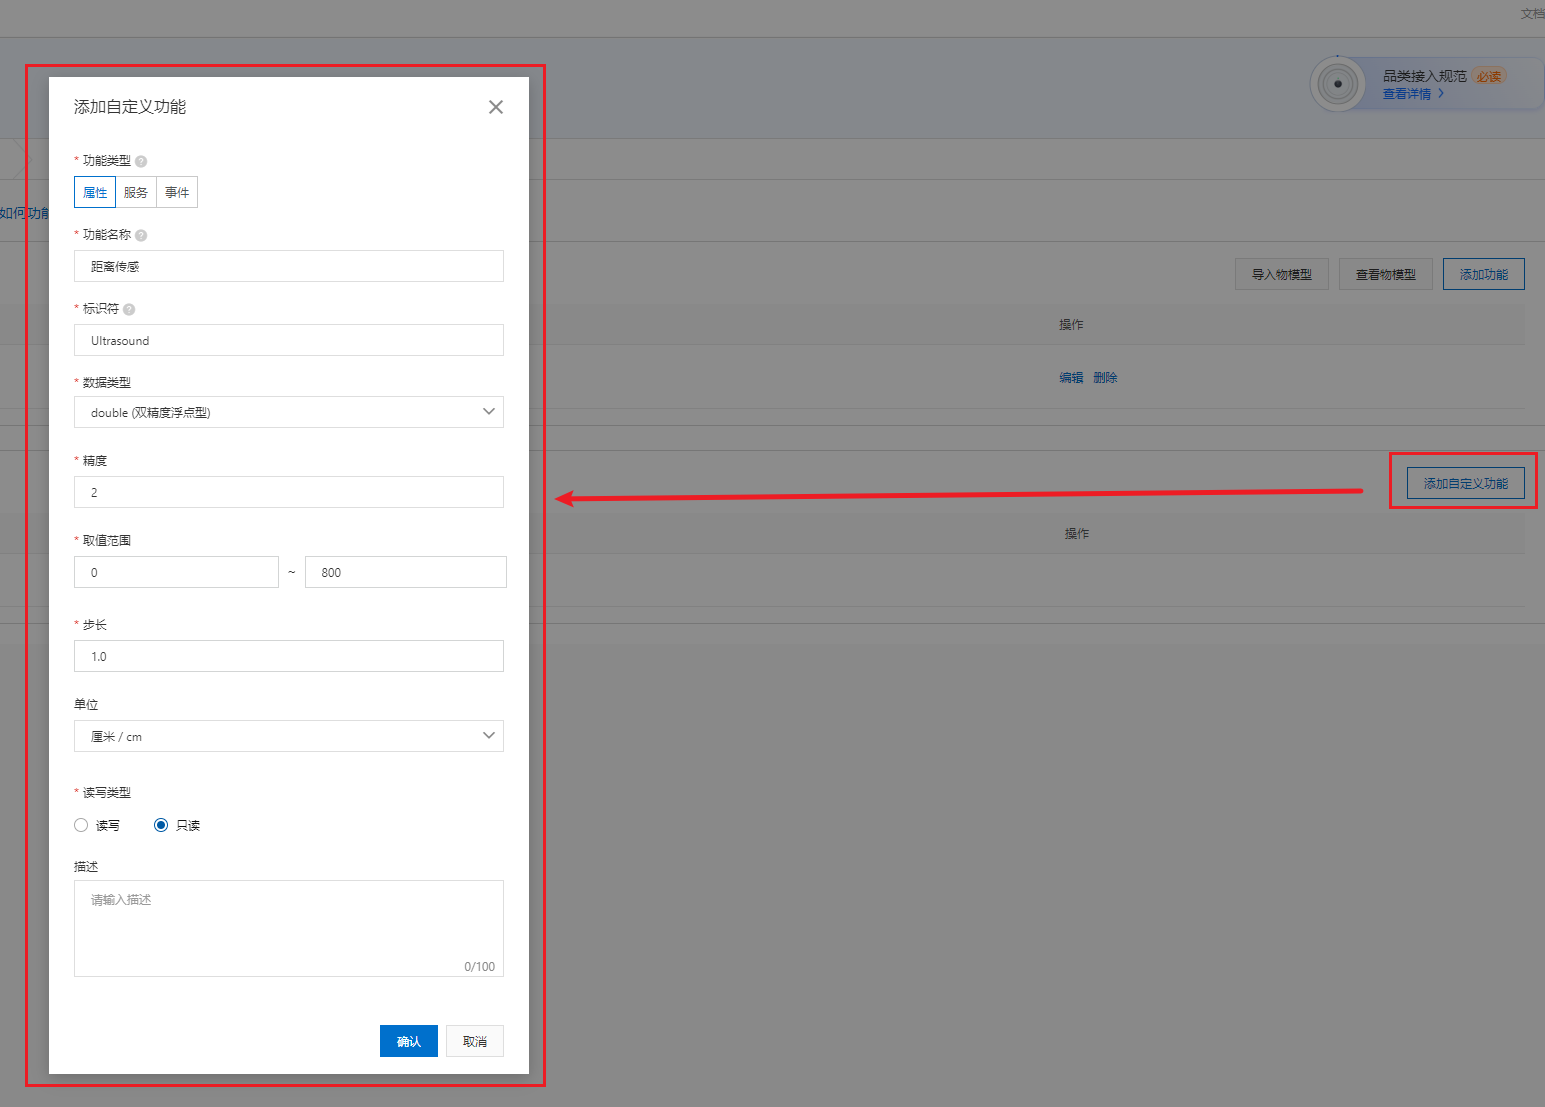 文档
品类接入规范 必读
查看详情
添加自定义功能
* 功能类型 ?
属性 服务 事件
如何功能
* 功能名称 ?
距离传感
导入物模型 查看物模型 添加功能
* 标识符 ?
操作
Ultrasound
* 数据类型
编辑 删除
double (双精度浮点型)
* 精度
添加自定义功能
2
* 取值范围
操作
0 ~ 800
* 步长
1.0
单位
厘米 / cm
* 读写类型
读写 只读
描述
请输入描述
0/100
确认 取消